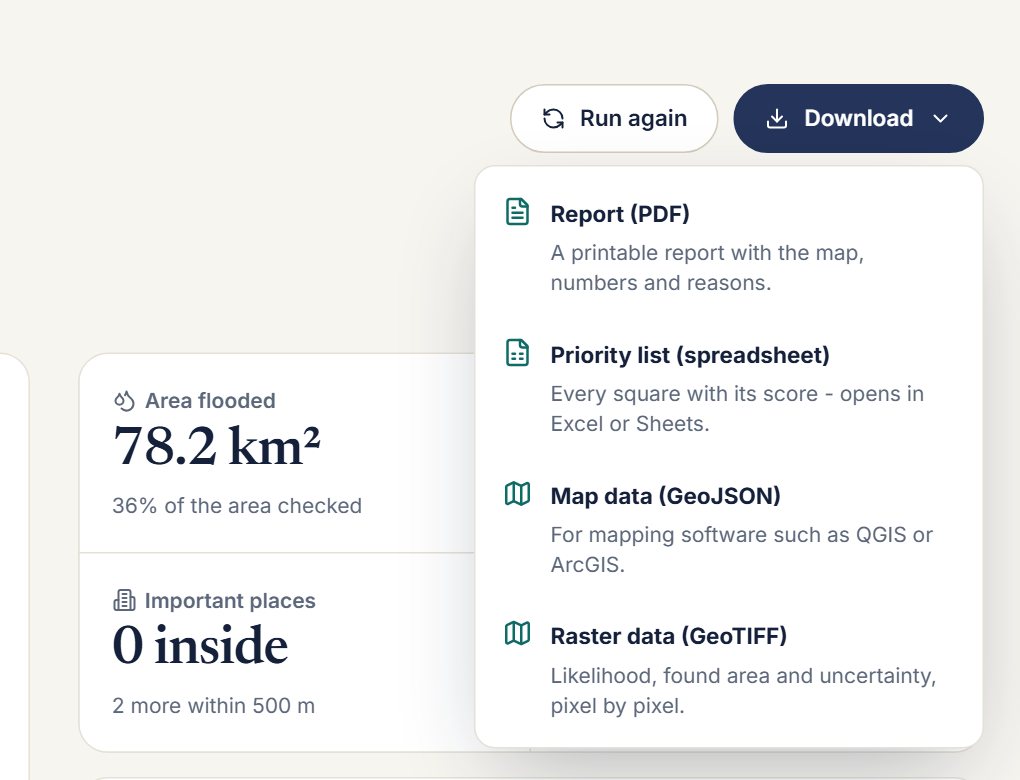 Run again
Download
Report (PDF)
A printable report with the map,
numbers and reasons.
Priority list (spreadsheet)
Every square with its score - opens in
Excel or Sheets.
Map data (GeoJSON)
For mapping software such as QGIS or
ArcGIS.
Raster data (GeoTIFF)
Likelihood, found area and uncertainty,
pixel by pixel.
Area flooded
78.2 km²
36% of the area checked
Important places
0 inside
2 more within 500 m